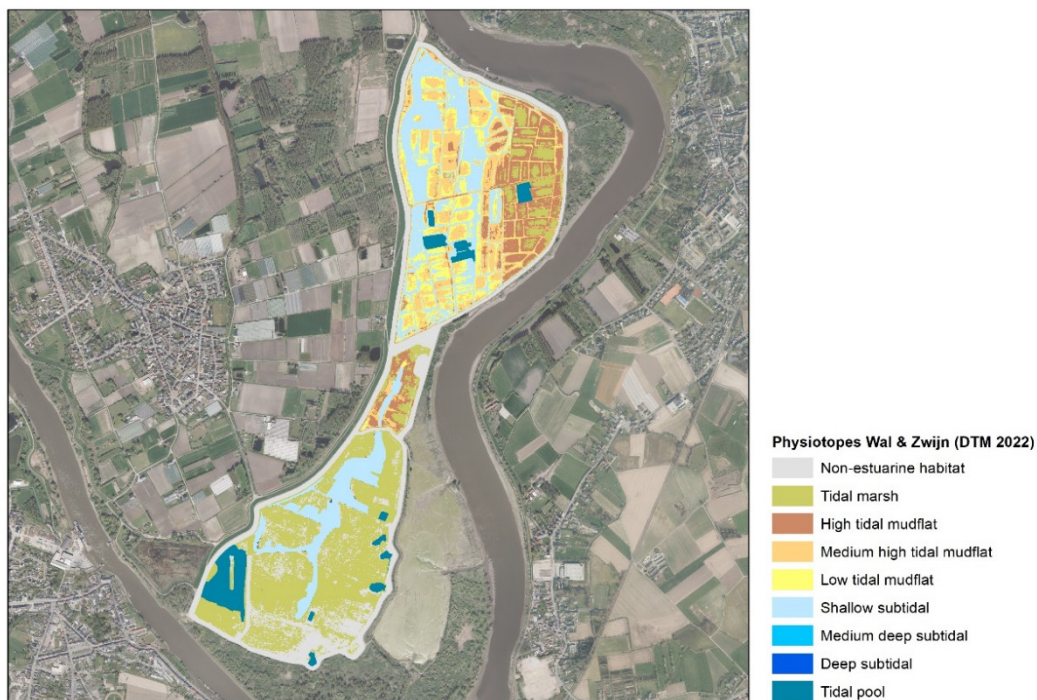 Physiotopes Wal & Zwijn (DTM 2022)
Non-estuarine habitat
Tidal marsh
High tidal mudflat
Medium high tidal mudflat
Low tidal mudflat
Shallow subtidal
Medium deep subtidal
Deep subtidal
Tidal pool